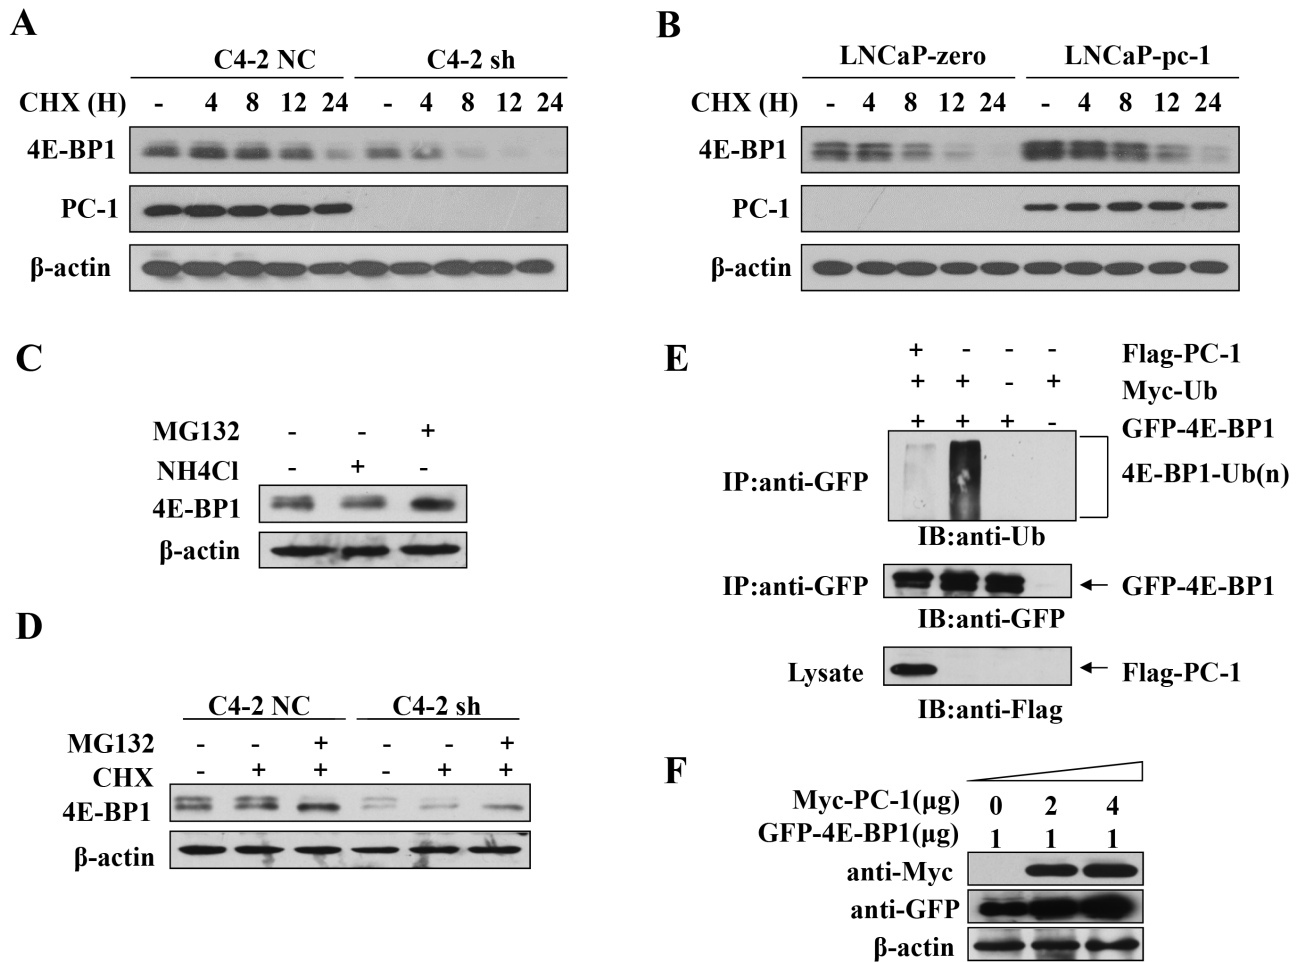 A
C4-2 NC C4-2 sh
CHX (H) - 4 8 12 24 - 4 8 12 24
4E-BP1
PC-1
β-actin
B
LNCaP-zero LNCaP-pc-1
CHX (H) - 4 8 12 24 - 4 8 12 24
4E-BP1
PC-1
β-actin
C
MG132 - - +
NH4Cl - + -
4E-BP1
β-actin
D
C4-2 NC C4-2 sh
MG132 - - + - - +
CHX - + + - + +
4E-BP1
β-actin
E
+ - - - Flag-PC-1
+ + - + Myc-Ub
+ + + - GFP-4E-BP1
IP:anti-GFP 4E-BP1-Ub(n)
IB:anti-Ub
IP:anti-GFP GFP-4E-BP1
IB:anti-GFP
Lysate Flag-PC-1
IB:anti-Flag
F
Myc-PC-1(μg) 0 2 4
GFP-4E-BP1(μg) 1 1 1
anti-Myc
anti-GFP
β-actin